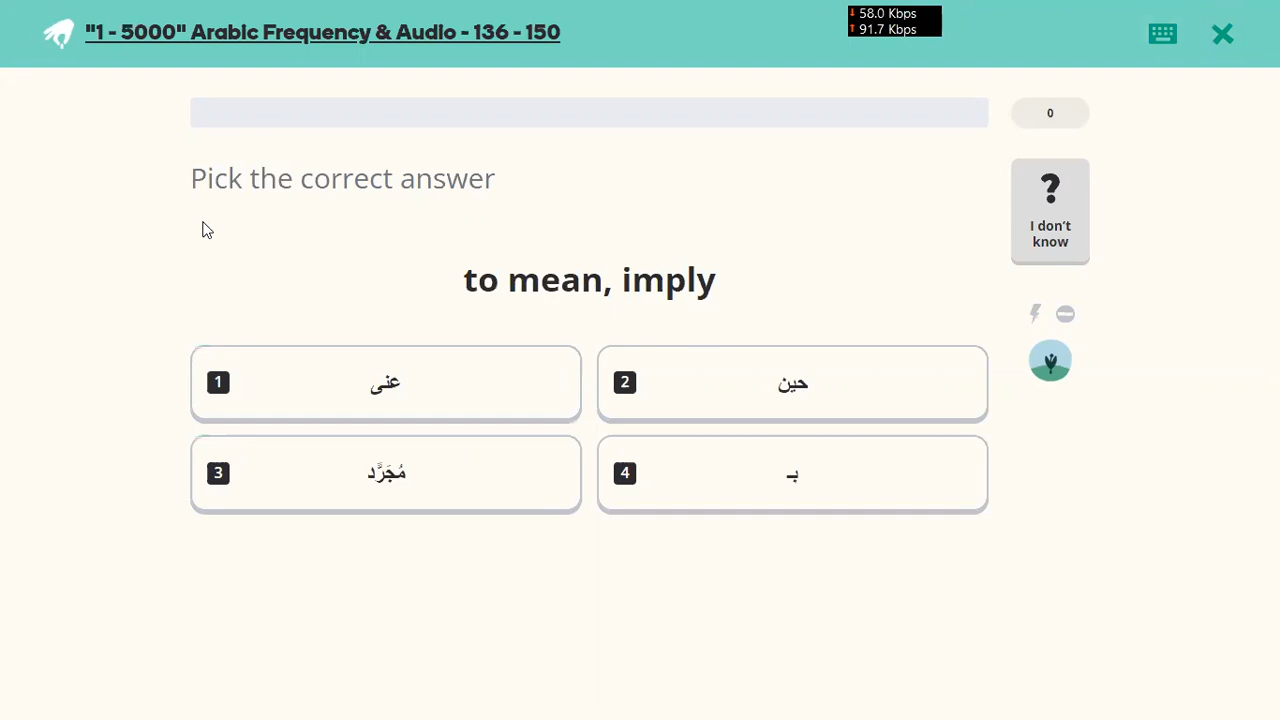 "1 - 5000" Arabic Frequency & Audio - 136 - 150
58.0 Kbps
91.7 Kbps
0
Pick the correct answer
?
I don't know
to mean, imply
1 عنى
2 حين
3 مُجَرَّد
4 بـ